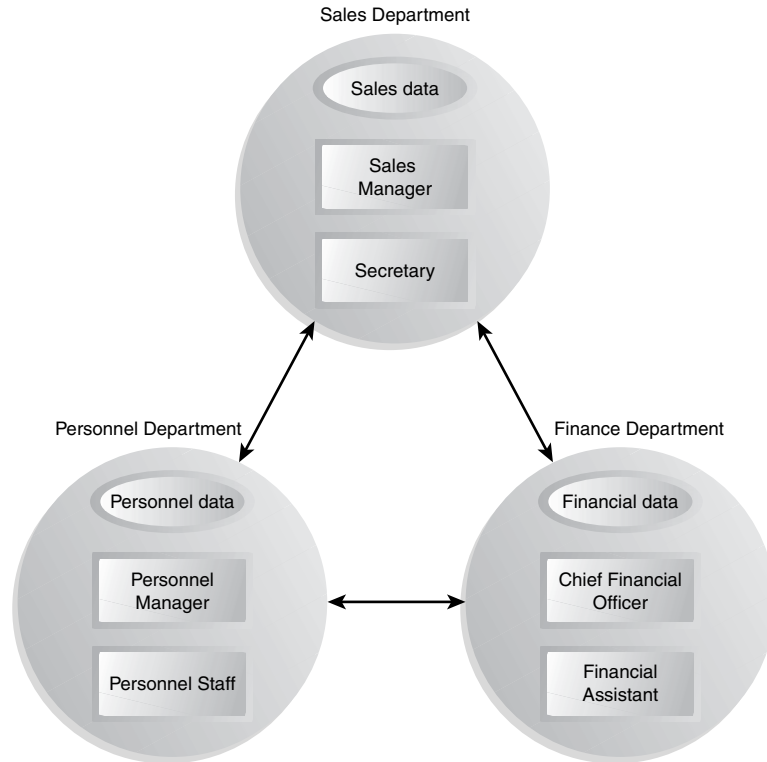 Sales Department
Sales data
Sales
Manager
Secretary
Personnel Department
Personnel data
Personnel
Manager
Personnel Staff
Finance Department
Financial data
Chief Financial
Officer
Financial
Assistant